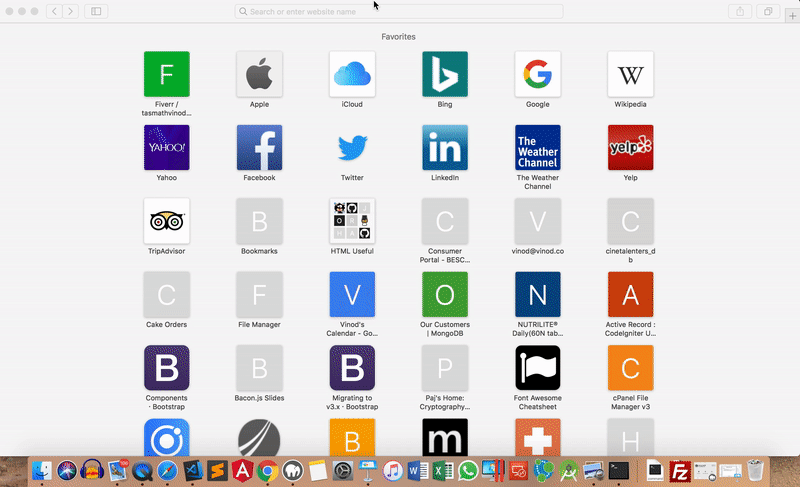 Search or enter website name
Favorites
F
Fiverr /
tasmathvinod...
Apple
iCloud
Bing
Google
W
Wikipedia
YAHOO!
Yahoo
f
Facebook
Twitter
in
LinkedIn
The
Weather
Channel
The Weather
Channel
yelp
Yelp
TripAdvisor
B
Bookmarks
HTML Useful
C
Consumer
Portal - BESC...
V
vinod@vinod.co
C
cinetalenters_d
b
C
Cake Orders
F
File Manager
V
Vinod's
Calendar - Go...
O
Our Customers
| MongoDB
N
NUTRILITE®
Daily(60N tab...
A
Active Record :
CodeIgniter U...
B
Components
· Bootstrap
B
Bacon.js Slides
B
Migrating to
v3.x · Bootstrap
P
Paj's Home:
Cryptography...
Font Awesome
Cheatsheet
C
cPanel File
Manager v3
B
m
H